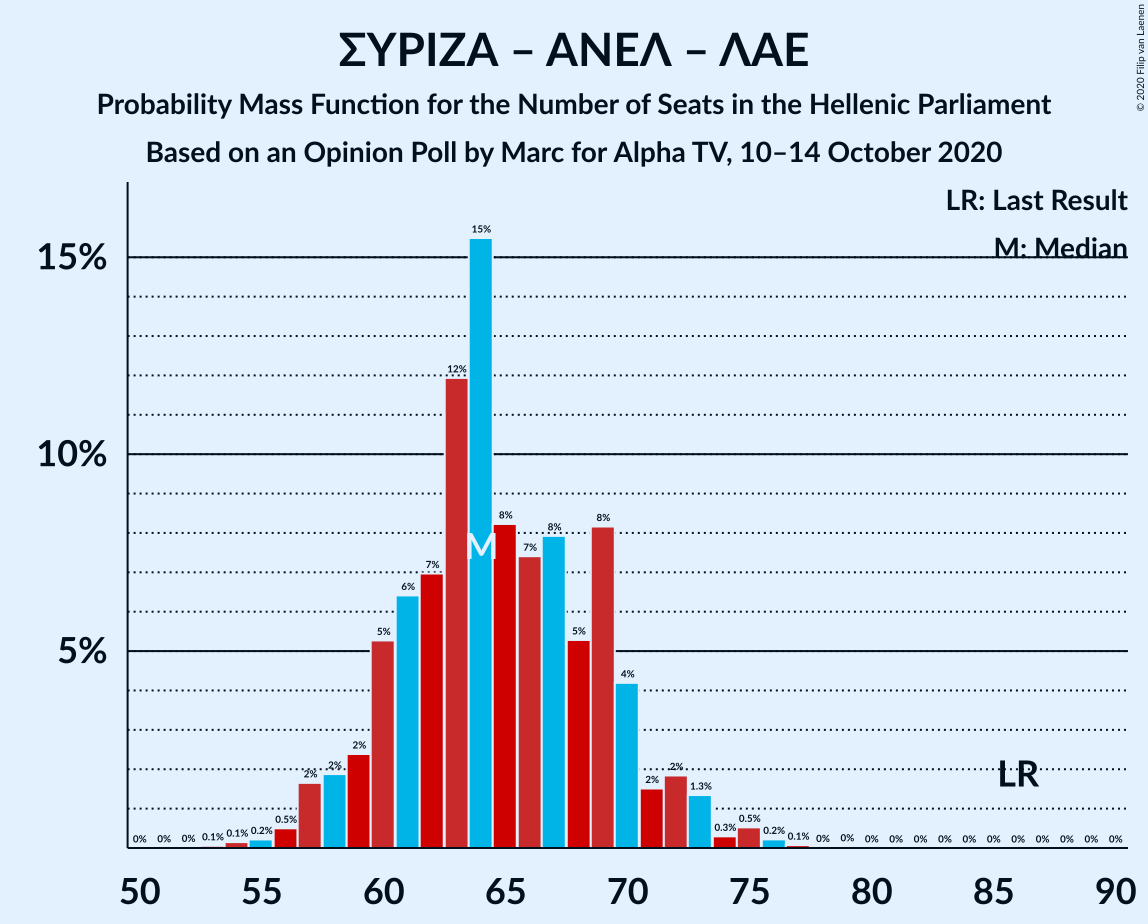 ΣΥΡΙΖΑ – ΑΝΕΛ – ΛΑΕ
Probability Mass Function for the Number of Seats in the Hellenic Parliament
Based on an Opinion Poll by Marc for Alpha TV, 10–14 October 2020
© 2020 Filip van Laenen
LR: Last Result
M: Median
15%
10%
5%
0% 0% 0% 0.1% 0.1% 0.2% 0.5% 2% 2% 2% 5% 6% 7% 12% 15% 8% 7% 8% 5% 8% 4% 2% 2% 1.3% 0.3% 0.5% 0.2% 0.1% 0% 0% 0% 0% 0% 0% 0% 0% 0% 0% 0% 0% 0%
M
LR
50 55 60 65 70 75 80 85 90